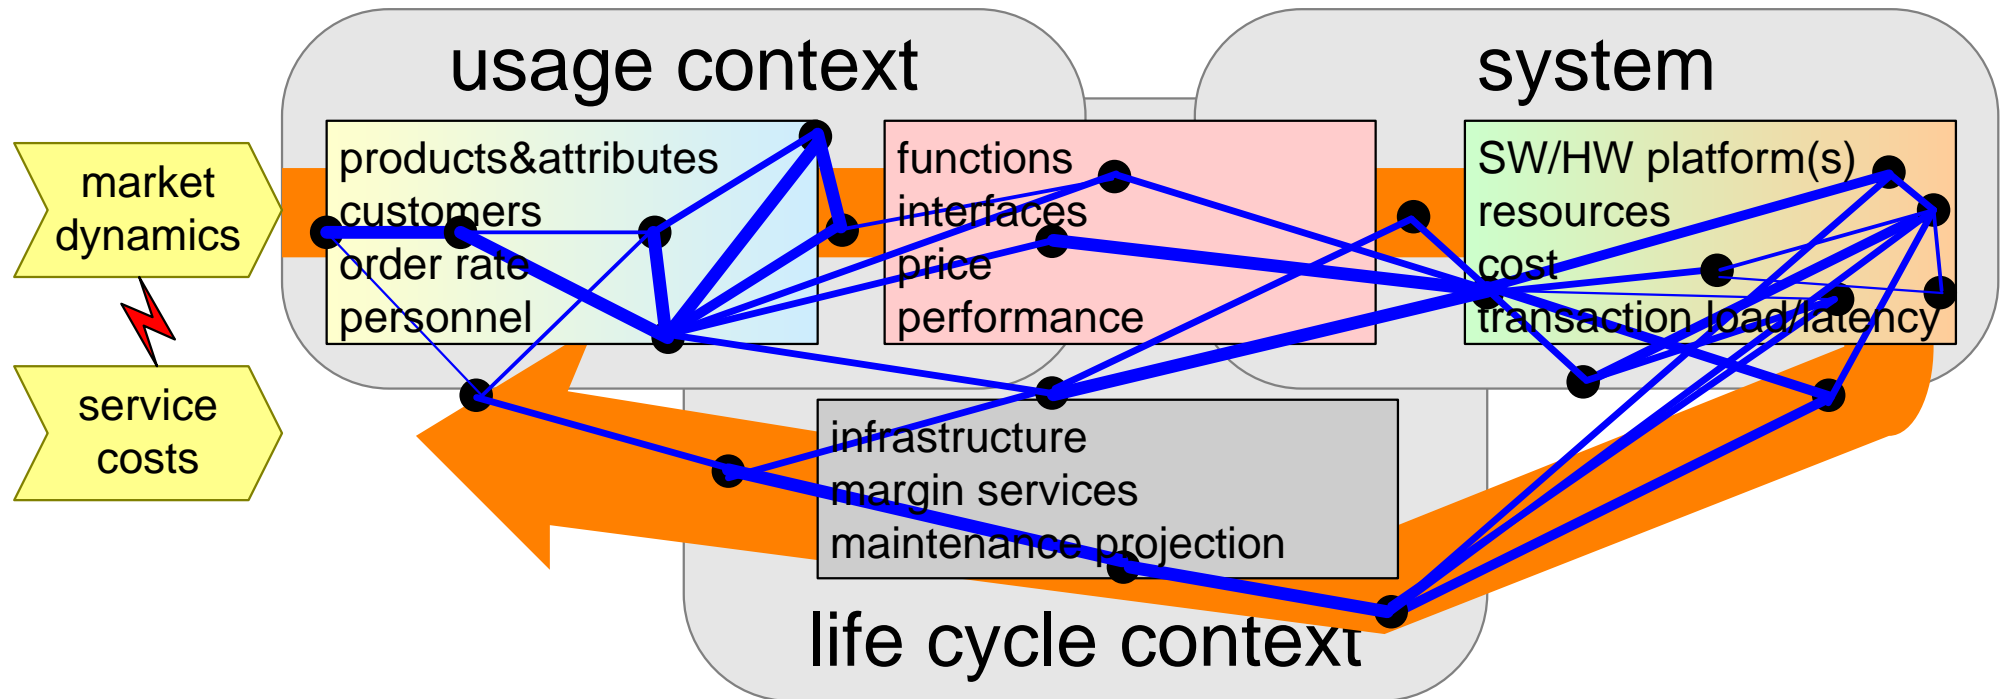 usage context
system
market
dynamics
products&attributes
customers
order rate
personnel
functions
interfaces
price
performance
SW/HW platform(s)
resources
cost
transaction load/latency
service
costs
infrastructure
margin services
maintenance projection
life cycle context